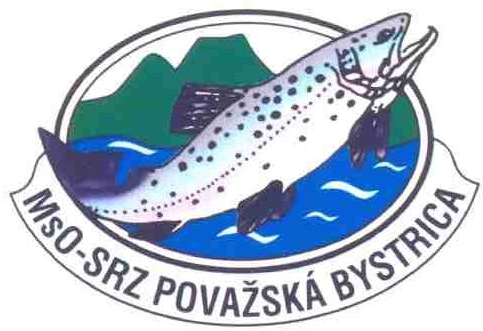 MsO-SRZ POVAŽSKÁ BYSTRICA